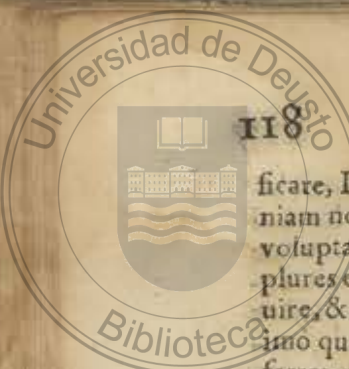 Universidad de Deusto
118
ficare, I
niam no
volupta
plures
uire, &
imo qu
Biblioteca